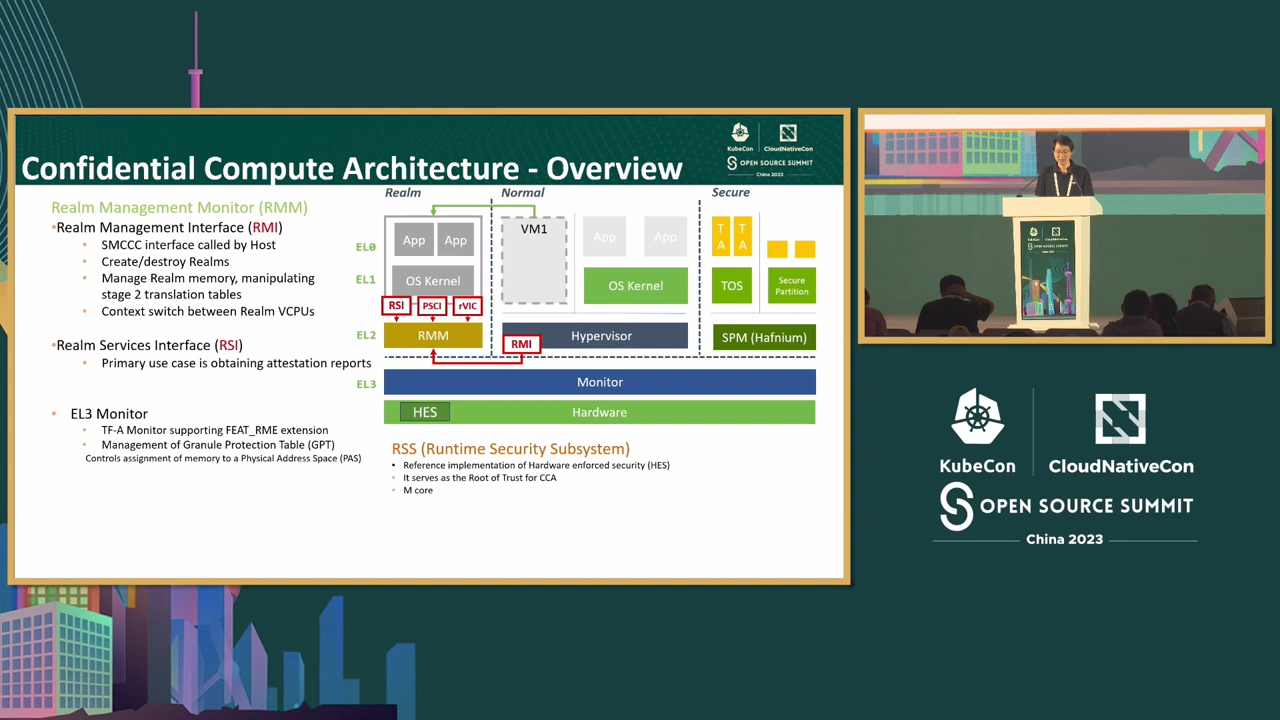 Confidential Compute Architecture - Overview
KubeCon
CloudNativeCon
OPEN SOURCE SUMMIT
China 2023
Realm Management Monitor (RMM)
•Realm Management Interface (RMI)
• SMCCC interface called by Host
• Create/destroy Realms
• Manage Realm memory, manipulating
stage 2 translation tables
• Context switch between Realm VCPUs
•Realm Services Interface (RSI)
• Primary use case is obtaining attestation reports
• EL3 Monitor
• TF-A Monitor supporting FEAT_RME extension
• Management of Granule Protection Table (GPT)
Controls assignment of memory to a Physical Address Space (PAS)
Realm
Normal
Secure
EL0
App
App
VM1
App
App
T
A
T
A
EL1
OS Kernel
OS Kernel
TOS
Secure
Partition
RSI
PSCI
rVIC
EL2
RMM
RMI
Hypervisor
SPM (Hafnium)
EL3
Monitor
HES
Hardware
RSS (Runtime Security Subsystem)
• Reference implementation of Hardware enforced security (HES)
• It serves as the Root of Trust for CCA
• M core
KubeCon
CloudNativeCon
OPEN SOURCE SUMMIT
China 2023